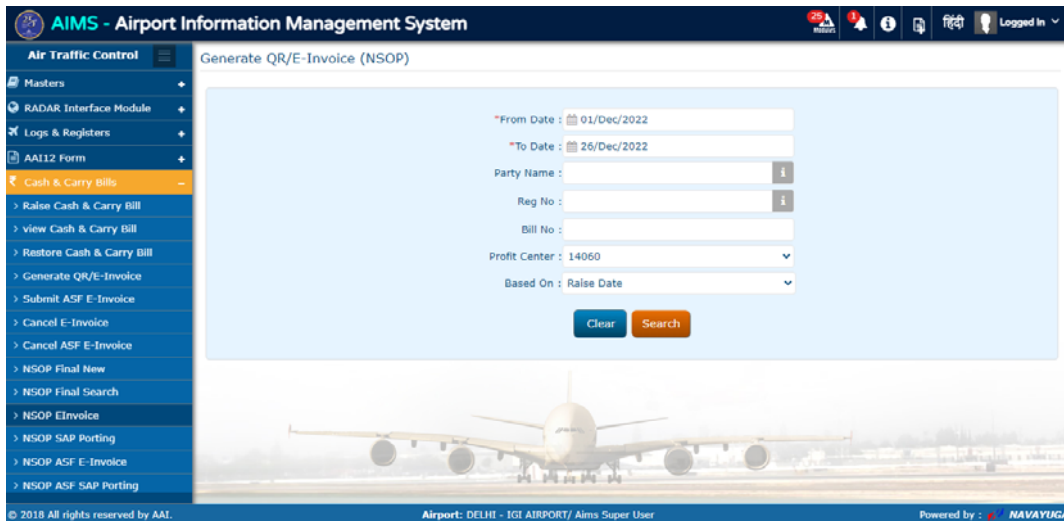 AIMS - Airport Information Management System
25
1
हिंदी
Logged In
Air Traffic Control
Generate QR/E-Invoice (NSOP)
Masters +
RADAR Interface Module +
Logs & Registers +
AAI12 Form +
₹ Cash & Carry Bills −
> Raise Cash & Carry Bill
> view Cash & Carry Bill
> Restore Cash & Carry Bill
> Generate QR/E-Invoice
> Submit ASF E-Invoice
> Cancel E-Invoice
> Cancel ASF E-Invoice
> NSOP Final New
> NSOP Final Search
> NSOP EInvoice
> NSOP SAP Porting
> NSOP ASF E-Invoice
> NSOP ASF SAP Porting
*From Date : 01/Dec/2022
*To Date : 26/Dec/2022
Party Name : i
Reg No : i
Bill No :
Profit Center : 14060
Based On : Raise Date
Clear Search
© 2018 All rights reserved by AAI. Airport: DELHI - IGI AIRPORT/ Aims Super User Powered by : NAVAYUGA